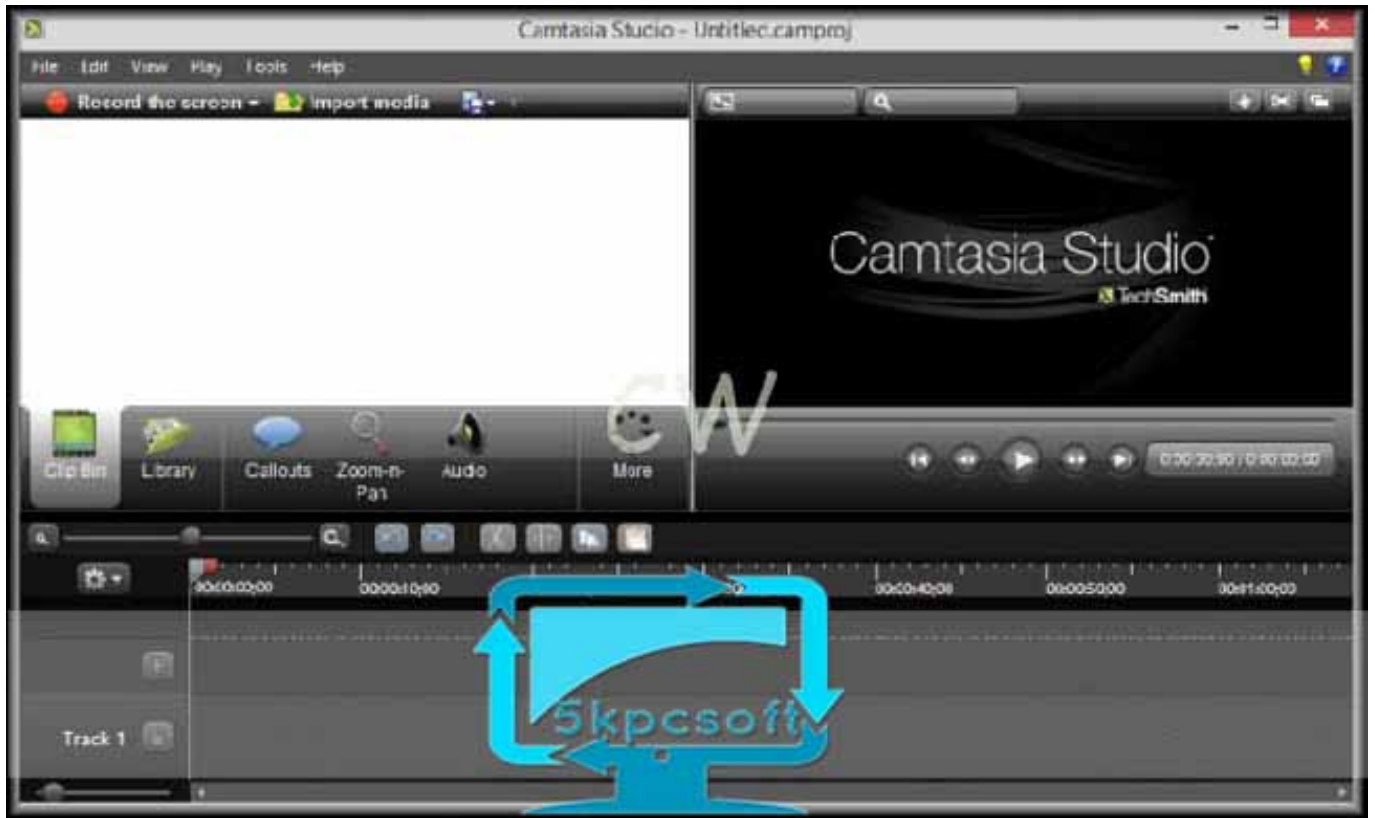 Camtasia Studio - Untitled.camproj
File Edit View Play Tools Help
Record the screen Import media
Camtasia Studio
TechSmith
CW
Clip Bin Library Callouts Zoom-n-Pan Audio More
00:00:00;00 00:00:10;00 00:00:40;00 00:00:50;00 00:01:00;00
5kpcsoft
Track 1